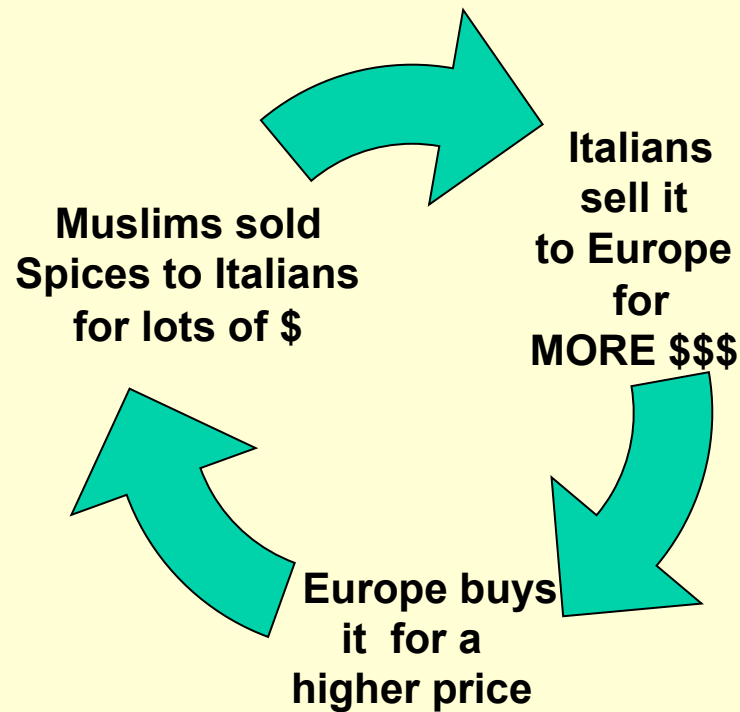 Muslims sold
Spices to Italians
for lots of $
Italians
sell it
to Europe
for
MORE $$$
Europe buys
it for a
higher price